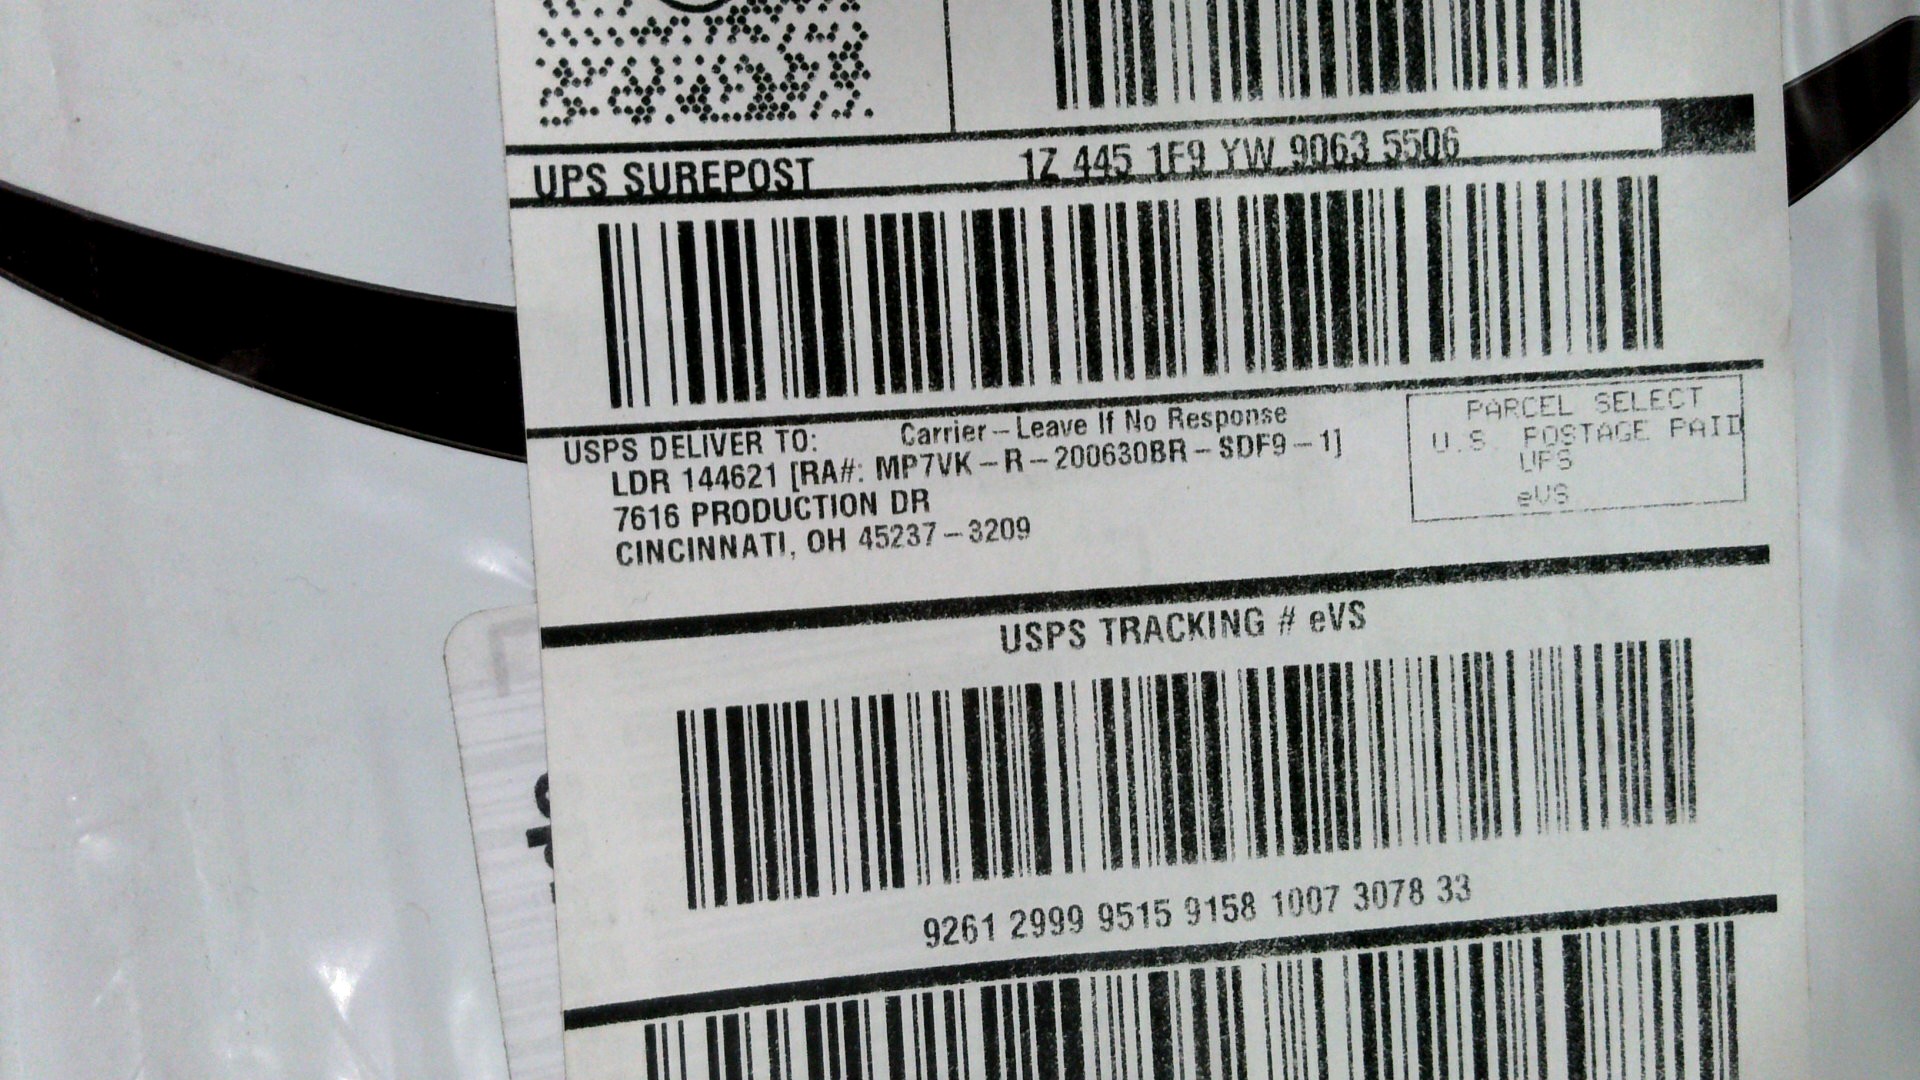 UPS SUREPOST
1Z 445 1F9 YW 9063 5506
USPS DELIVER TO:
Carrier - Leave If No Response
LDR 144621 [RA#: MP7VK-R-200630BR-SDF9-1]
7616 PRODUCTION DR
CINCINNATI, OH 45237-3209
PARCEL SELECT
U.S. POSTAGE PAID
UPS
eVS
USPS TRACKING # eVS
9261 2999 9515 9158 1007 3078 33